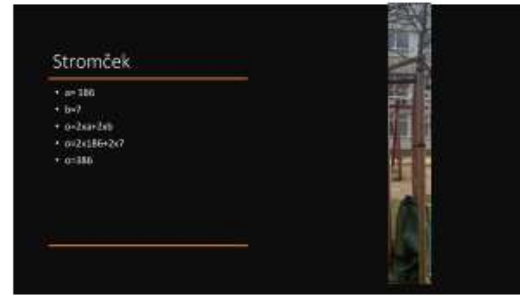 Stromček
• a= 186
• b=7
• o=2xa+2xb
• o=2x186+2x7
• o=386